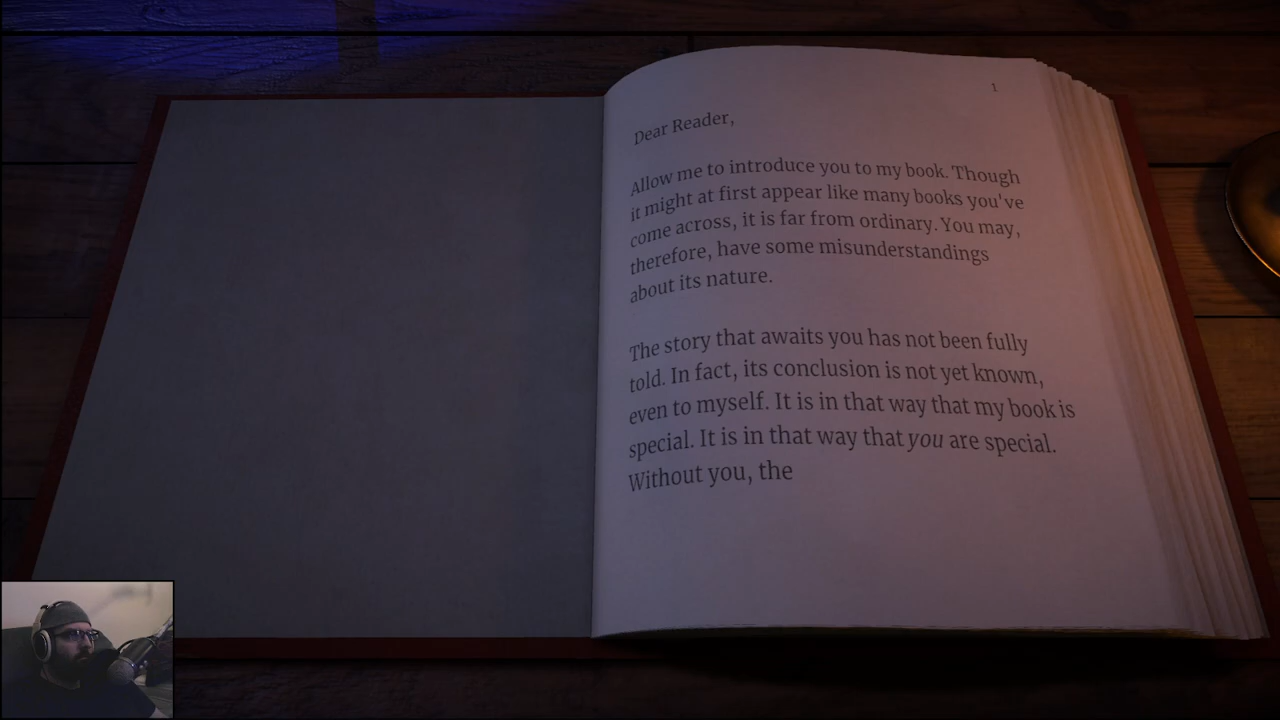 1
Dear Reader,
Allow me to introduce you to my book. Though
it might at first appear like many books you've
come across, it is far from ordinary. You may,
therefore, have some misunderstandings
about its nature.
The story that awaits you has not been fully
told. In fact, its conclusion is not yet known,
even to myself. It is in that way that my book is
special. It is in that way that you are special.
Without you, the